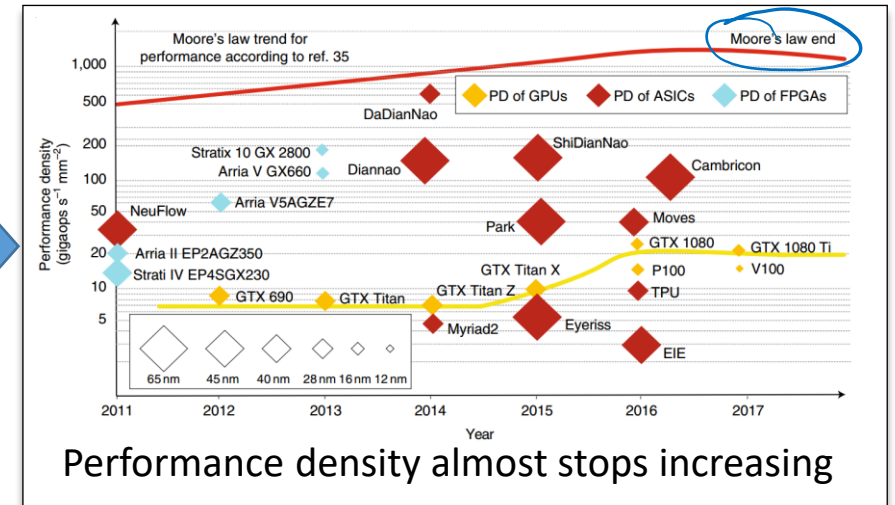 Moore's law trend for
performance according to ref. 35
Moore's law end
1,000
500
200
100
50
20
10
5
Performance density
(gigaops s⁻¹ mm⁻²)
PD of GPUs
PD of ASICs
PD of FPGAs
DaDianNao
Stratix 10 GX 2800
Arria V GX660
Diannao
ShiDianNao
Cambricon
Arria V5AGZE7
NeuFlow
Park
Moves
Arria II EP2AGZ350
GTX 1080
GTX 1080 Ti
Strati IV EP4SGX230
GTX Titan X
P100
V100
GTX 690
GTX Titan
GTX Titan Z
TPU
Myriad2
Eyeriss
EIE
65 nm 45 nm 40 nm 28 nm 16 nm 12 nm
2011 2012 2013 2014 2015 2016 2017
Year
Performance density almost stops increasing